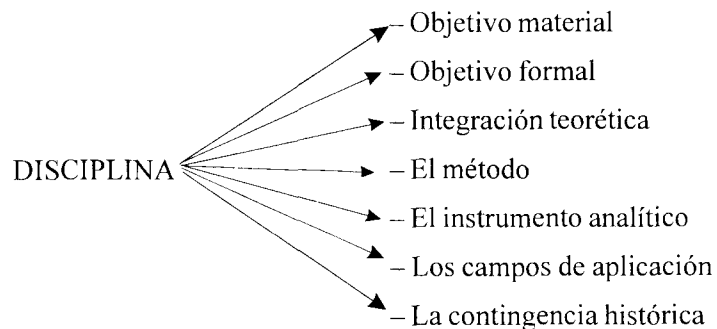 – Objetivo material
– Objetivo formal
– Integración teorética
DISCIPLINA
– El método
– El instrumento analítico
– Los campos de aplicación
– La contingencia histórica